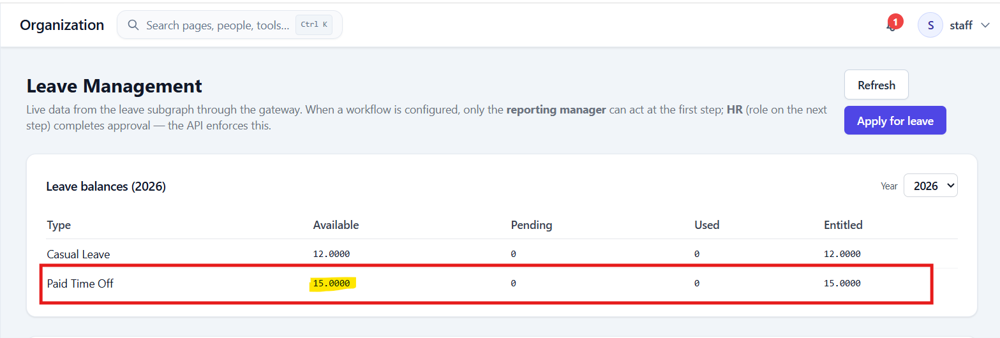 Organization
Search pages, people, tools...
Ctrl K
1
S
staff
Leave Management
Refresh
Live data from the leave subgraph through the gateway. When a workflow is configured, only the reporting manager can act at the first step; HR (role on the next
step) completes approval — the API enforces this.
Apply for leave
Leave balances (2026)
Year
2026
Type Available Pending Used Entitled
Casual Leave 12.0000 0 0 12.0000
Paid Time Off 15.0000 0 0 15.0000